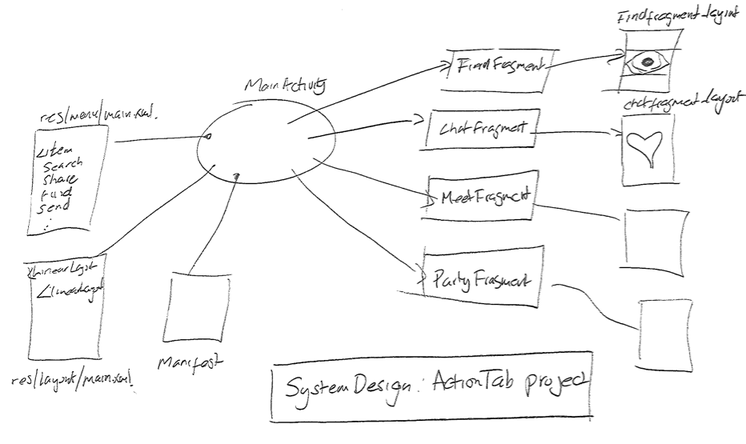 Findfragment_layout
FindFragment
MainActivity
chatfragment_layout
res/menu/main.xml.
ChatFragment
<item
Search
Share
Find
Send
:
MeetFragment
<LinearLayout
<LinearLayout
PartyFragment
Manifest
res/layout/main.xml.
System Design: ActionTab project